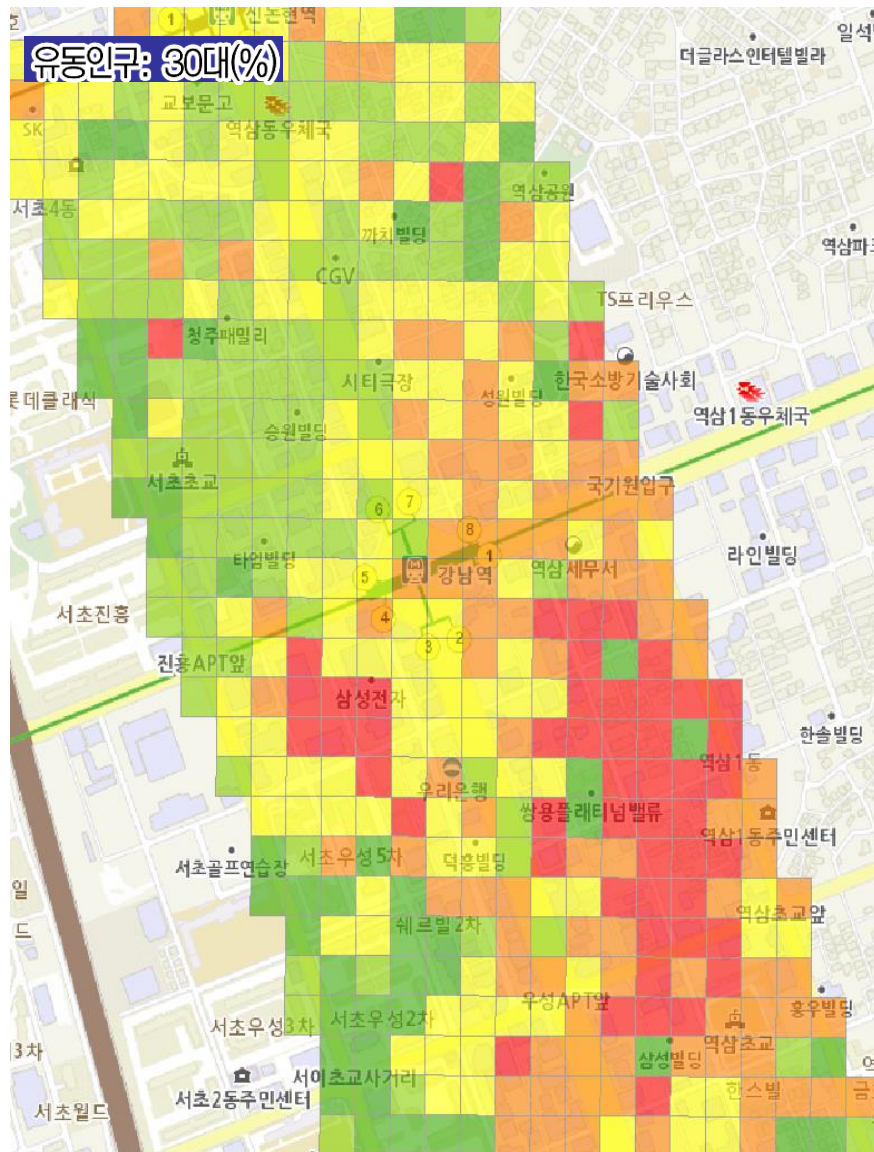 호
1
신논현역
일석
유동인구: 30대(%)
더글라스인터텔빌라
교보문고
SK
역삼동우체국
역삼공원
서초4동
까치빌딩
역삼파크
CGV
TS프리우스
청주패밀리
시티극장
한국소방기술사회
롯데클래식
성원빌딩
역삼1동우체국
승원빌딩
서초초교
국기원입구
6
7
8
1
타임빌딩
라인빌딩
5
강남역
역삼세무서
서초진흥
4
3
2
진흥APT앞
삼성전자
한솔빌딩
역삼1동
우리은행
쌍용플래티넘밸류
역삼1동주민센터
서초우성5차
서초골프연습장
덕흥빌딩
일
드
쉐르빌2차
역삼초교앞
우성APT앞
서초우성3차
서초우성2차
흥우빌딩
3차
역삼초교
삼성빌딩
서이초교사거리
서초2동주민센터
한스빌
금
서초월드